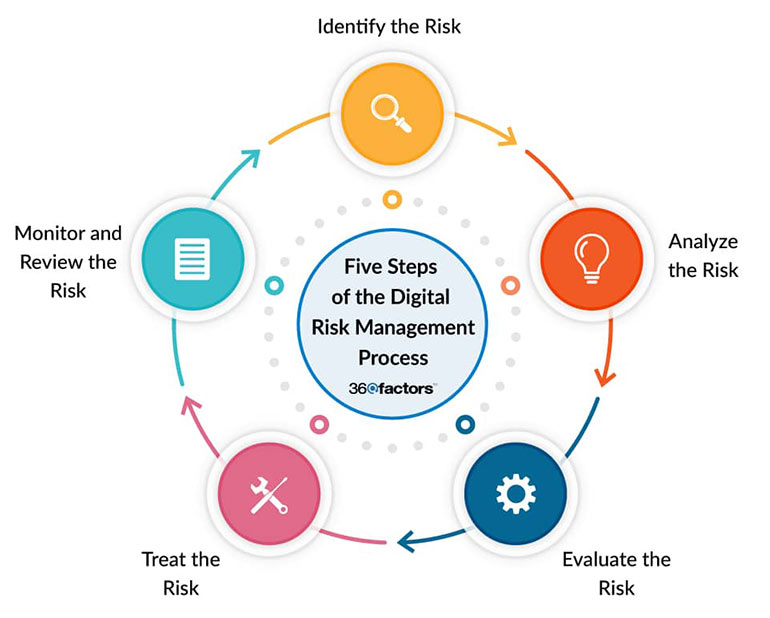 Identify the Risk
Analyze
the Risk
Evaluate the
Risk
Treat the
Risk
Monitor and
Review the
Risk
Five Steps
of the Digital
Risk Management
Process
360factors™